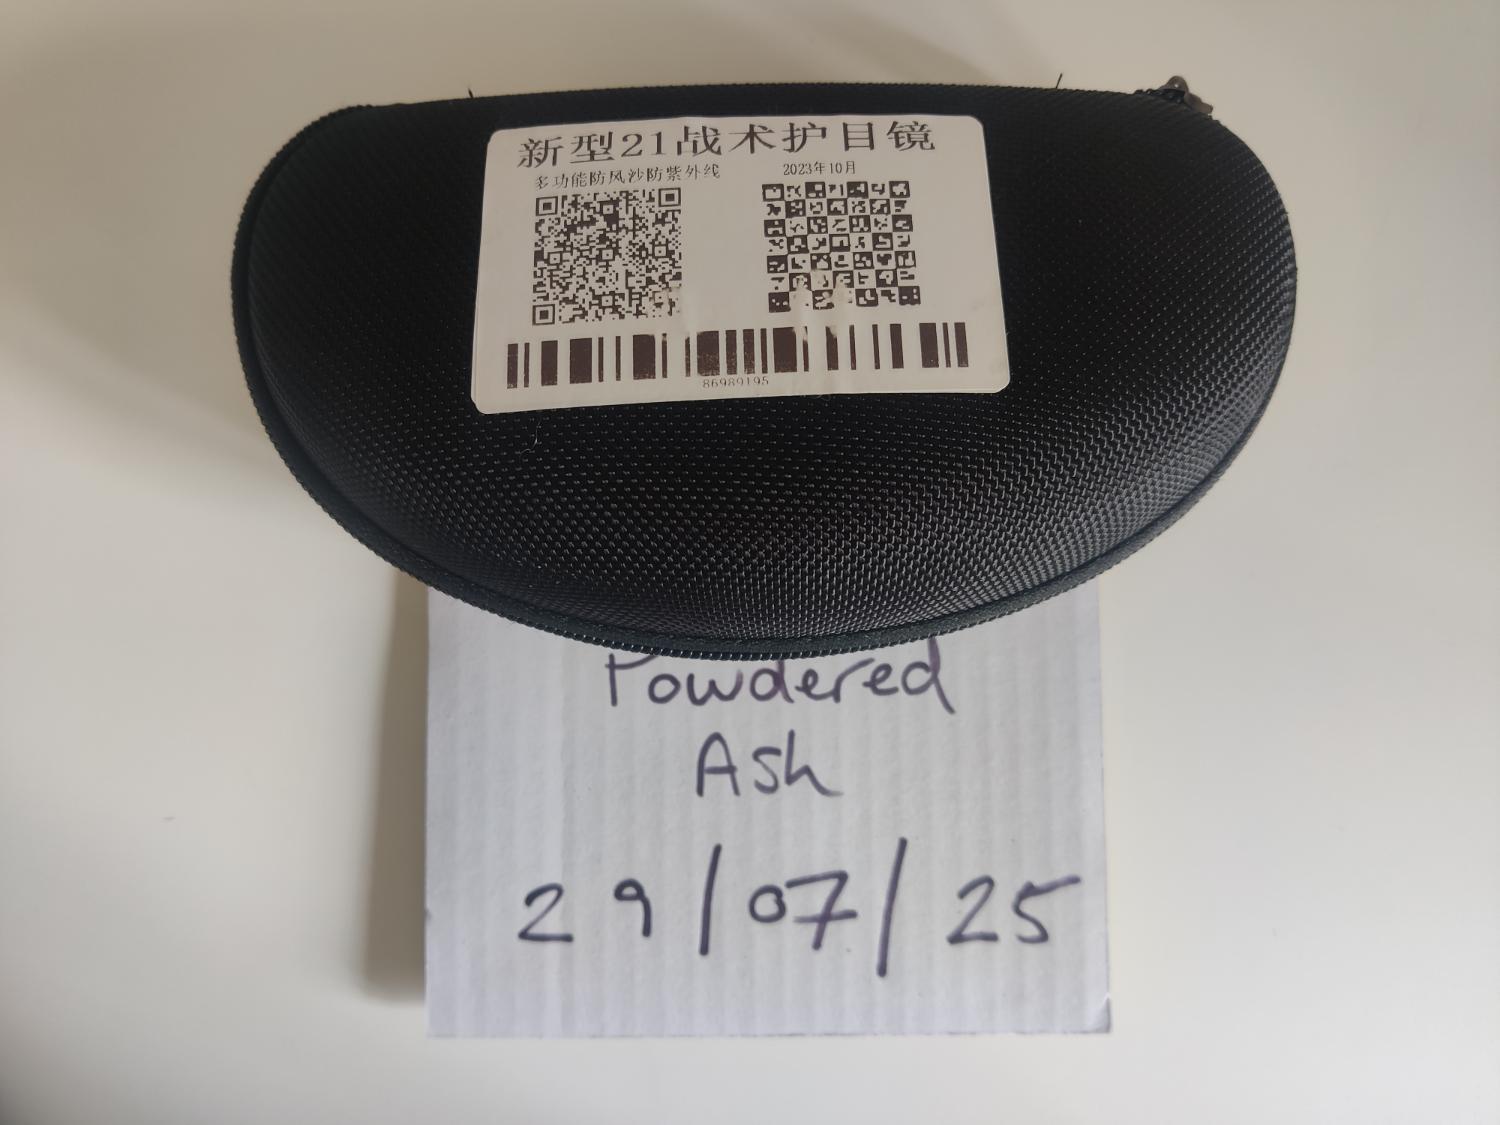 新型21战术护目镜
多功能防风沙防紫外线
2023年10月
86989195
Powdered
Ash
29/07/25